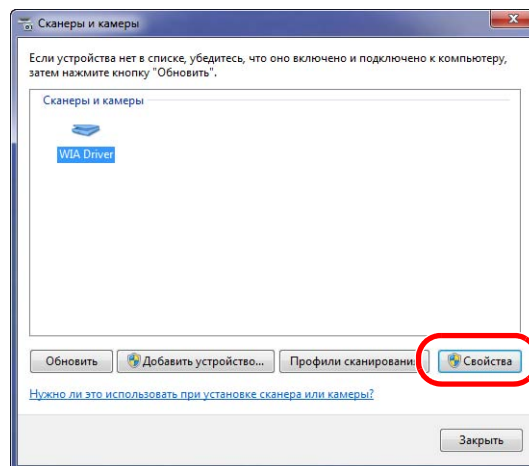 Сканеры и камеры
Если устройства нет в списке, убедитесь, что оно включено и подключено к компьютеру,
затем нажмите кнопку "Обновить".
Сканеры и камеры
WIA Driver
Обновить Добавить устройство... Профили сканировани Свойства
Нужно ли это использовать при установке сканера или камеры?
Закрыть